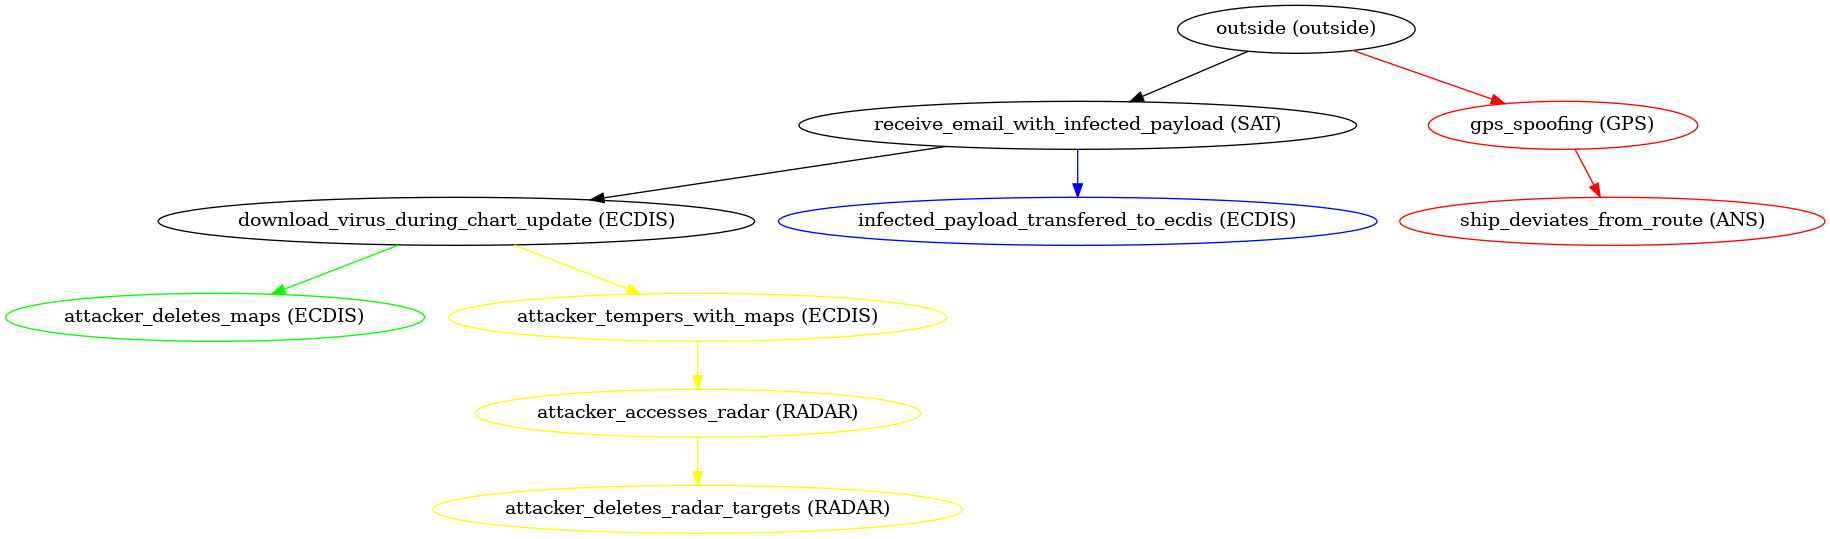 outside (outside)
receive_email_with_infected_payload (SAT)
gps_spoofing (GPS)
download_virus_during_chart_update (ECDIS)
infected_payload_transfered_to_ecdis (ECDIS)
ship_deviates_from_route (ANS)
attacker_deletes_maps (ECDIS)
attacker_tempers_with_maps (ECDIS)
attacker_accesses_radar (RADAR)
attacker_deletes_radar_targets (RADAR)